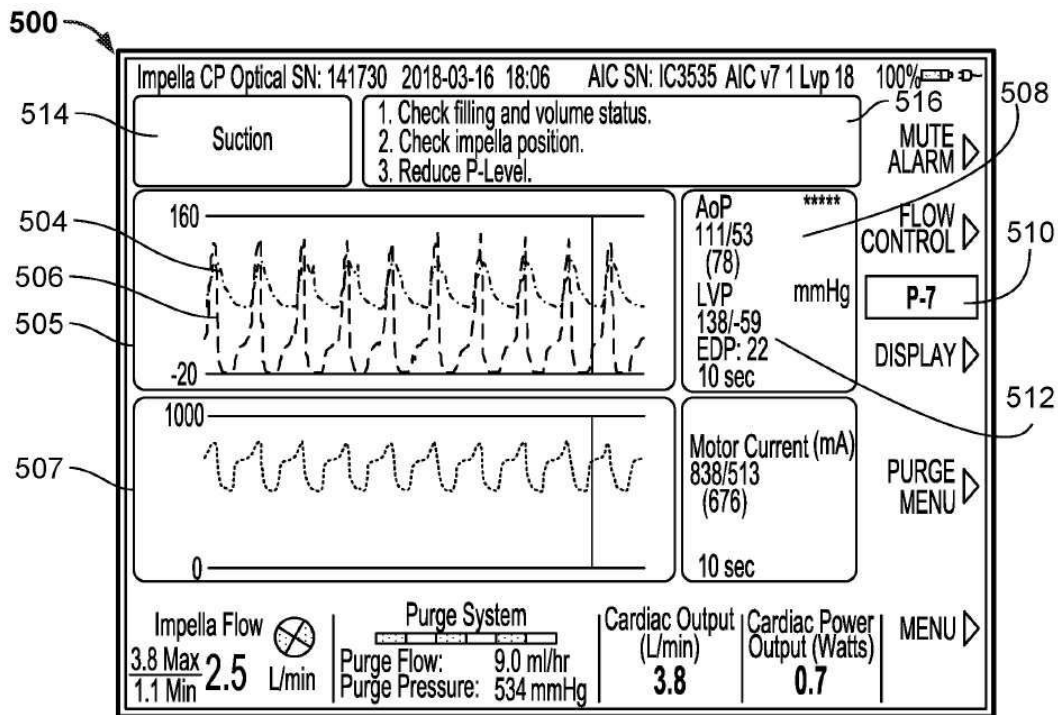 500
Impella CP Optical SN: 141730 2018-03-16 18:06 AIC SN: IC3535 AIC v7 1 Lvp 18 100%
514
Suction
1. Check filling and volume status.
2. Check impella position.
3. Reduce P-Level.
516
508
MUTE
ALARM
504
506
505
160
-20
AoP *****
111/53
(78)
LVP mmHg
138/-59
EDP: 22
10 sec
FLOW
CONTROL
510
P-7
DISPLAY
512
507
1000
0
Motor Current (mA)
838/513
(676)
10 sec
PURGE
MENU
Impella Flow
3.8 Max
1.1 Min
2.5 L/min
Purge System
Purge Flow: 9.0 ml/hr
Purge Pressure: 534 mmHg
Cardiac Output
(L/min)
3.8
Cardiac Power
Output (Watts)
0.7
MENU